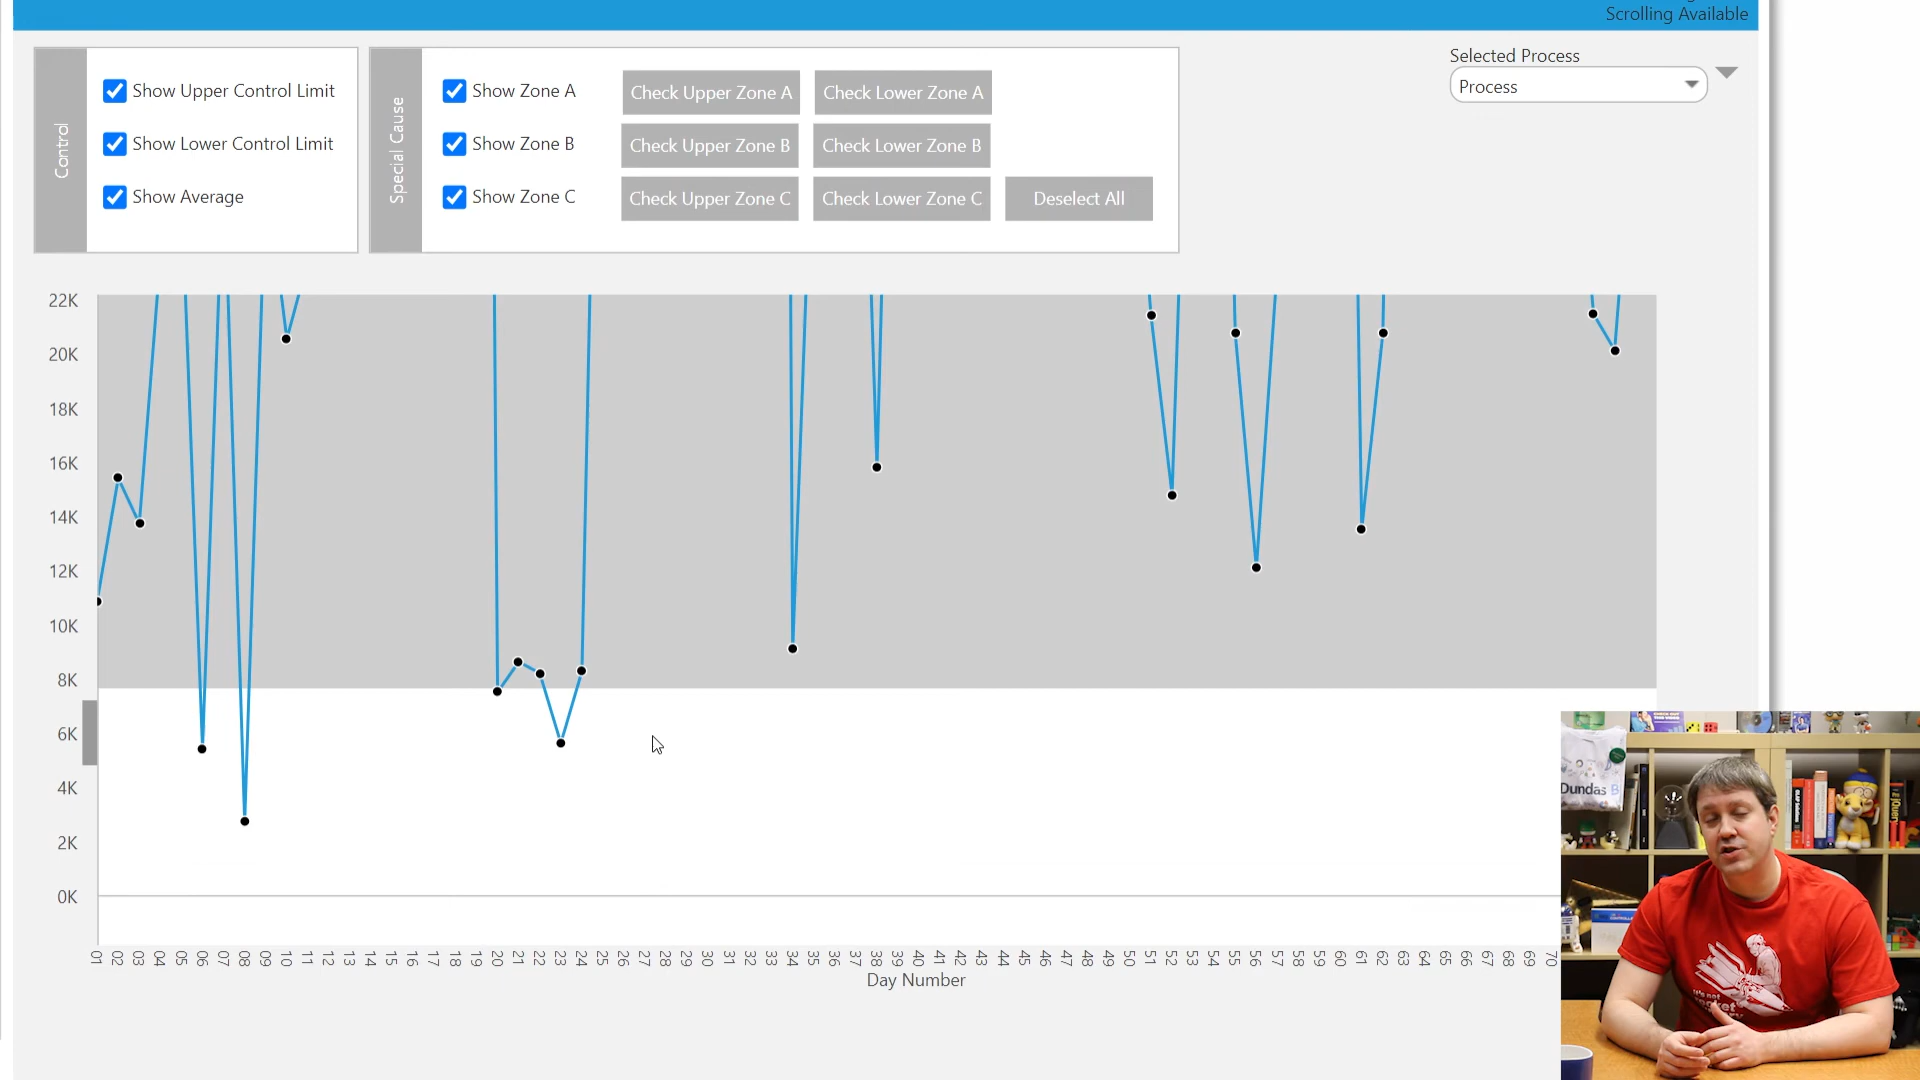 Scrolling Available
Control
Show Upper Control Limit
Show Lower Control Limit
Show Average
Special Cause
Show Zone A
Show Zone B
Show Zone C
Check Upper Zone A
Check Lower Zone A
Check Upper Zone B
Check Lower Zone B
Check Upper Zone C
Check Lower Zone C
Deselect All
Selected Process
Process
22K
20K
18K
16K
14K
12K
10K
8K
6K
4K
2K
0K
01 02 03 04 05 06 07 08 09 10 11 12 13 14 15 16 17 18 19 20 21 22 23 24 25 26 27 28 29 30 31 32 33 34 35 36 37 38 39 40 41 42 43 44 45 46 47 48 49 50 51 52 53 54 55 56 57 58 59 60 61 62 63 64 65 66 67 68 69 70
Day Number
Dundas B
It's not